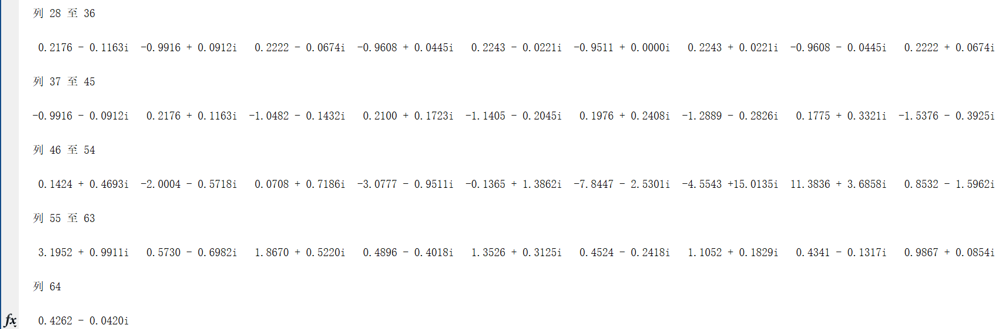 列 28 至 36
0.2176 - 0.1163i  -0.9916 + 0.0912i   0.2222 - 0.0674i  -0.9608 + 0.0445i   0.2243 - 0.0221i  -0.9511 + 0.0000i   0.2243 + 0.0221i  -0.9608 - 0.0445i   0.2222 + 0.0674i
列 37 至 45
-0.9916 - 0.0912i   0.2176 + 0.1163i  -1.0482 - 0.1432i   0.2100 + 0.1723i  -1.1405 - 0.2045i   0.1976 + 0.2408i  -1.2889 - 0.2826i   0.1775 + 0.3321i  -1.5376 - 0.3925i
列 46 至 54
0.1424 + 0.4693i  -2.0004 - 0.5718i   0.0708 + 0.7186i  -3.0777 - 0.9511i  -0.1365 + 1.3862i  -7.8447 - 2.5301i  -4.5543 +15.0135i  11.3836 + 3.6858i   0.8532 - 1.5962i
列 55 至 63
3.1952 + 0.9911i   0.5730 - 0.6982i   1.8670 + 0.5220i   0.4896 - 0.4018i   1.3526 + 0.3125i   0.4524 - 0.2418i   1.1052 + 0.1829i   0.4341 - 0.1317i   0.9867 + 0.0854i
列 64
fx 0.4262 - 0.0420i